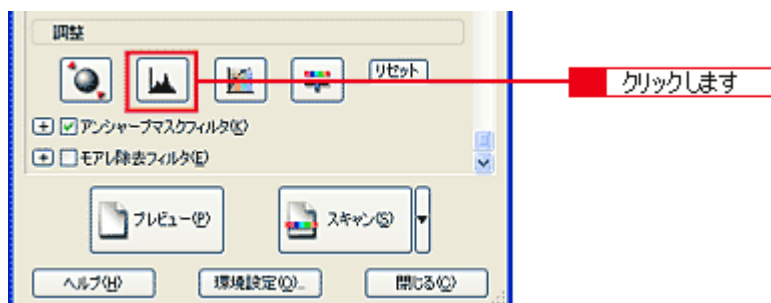 調整
リセット
クリックします
アンシャープマスクフィルタ(K)
モアレ除去フィルタ(E)
プレビュー(P)
スキャン(S)
ヘルプ(H)
環境設定(O)...
閉じる(C)